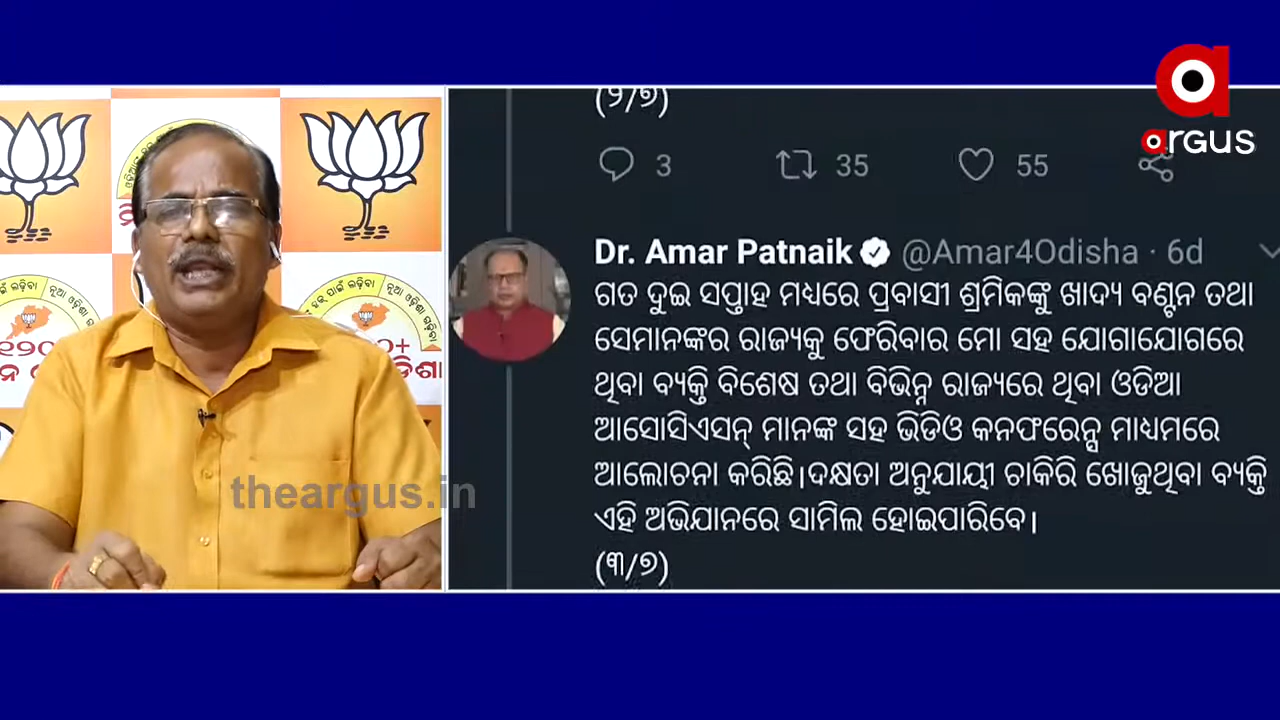 argus
(୨/୭)
3 35 55
Dr. Amar Patnaik @Amar4Odisha · 6d
ଗତ ଦୁଇ ସପ୍ତାହ ମଧ୍ୟରେ ପ୍ରବାସୀ ଶ୍ରମିକଙ୍କୁ ଖାଦ୍ୟ ବଣ୍ଟନ ତଥା
ସେମାନଙ୍କର ରାଜ୍ୟକୁ ଫେରିବାର ମୋ ସହ ଯୋଗାଯୋଗରେ
ଥିବା ବ୍ୟକ୍ତି ବିଶେଷ ତଥା ବିଭିନ୍ନ ରାଜ୍ୟରେ ଥିବା ଓଡିଆ
ଆସୋସିଏସନ୍ ମାନଙ୍କ ସହ ଭିଡିଓ କନଫରେନ୍ସ ମାଧ୍ୟମରେ
ଆଲୋଚନା କରିଛି।ଦକ୍ଷତା ଅନୁଯାୟୀ ଚାକିରି ଖୋଜୁଥିବା ବ୍ୟକ୍ତି
ଏହି ଅଭିଯାନରେ ସାମିଲ ହୋଇପାରିବେ।
(୩/୭)
theargus.in